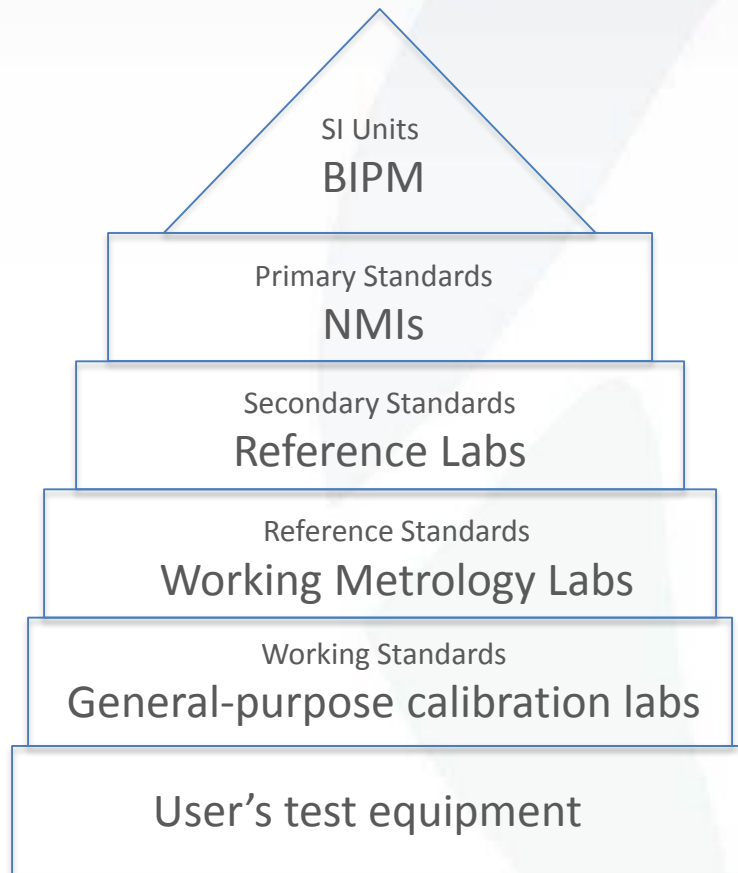 SI Units
BIPM
Primary Standards
NMIs
Secondary Standards
Reference Labs
Reference Standards
Working Metrology Labs
Working Standards
General-purpose calibration labs
User’s test equipment